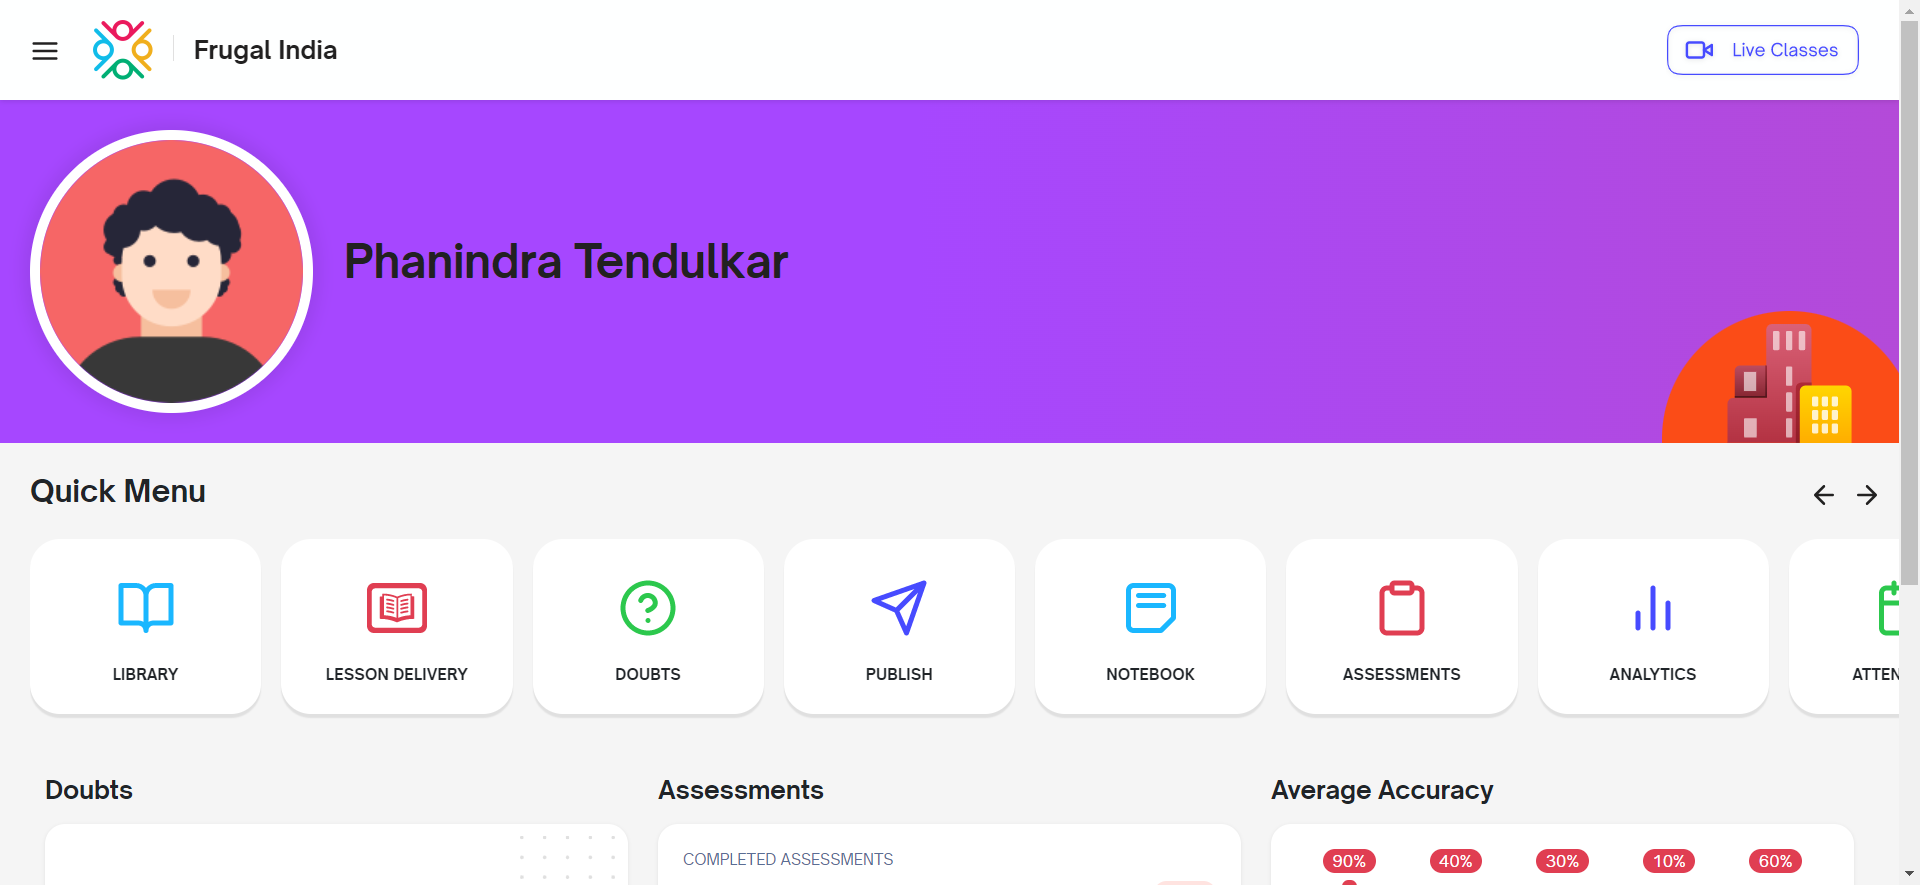 Frugal India
Live Classes
Phanindra Tendulkar
Quick Menu
LIBRARY
LESSON DELIVERY
DOUBTS
PUBLISH
NOTEBOOK
ASSESSMENTS
ANALYTICS
ATTEN
Doubts
Assessments
Average Accuracy
COMPLETED ASSESSMENTS
90%
40%
30%
10%
60%